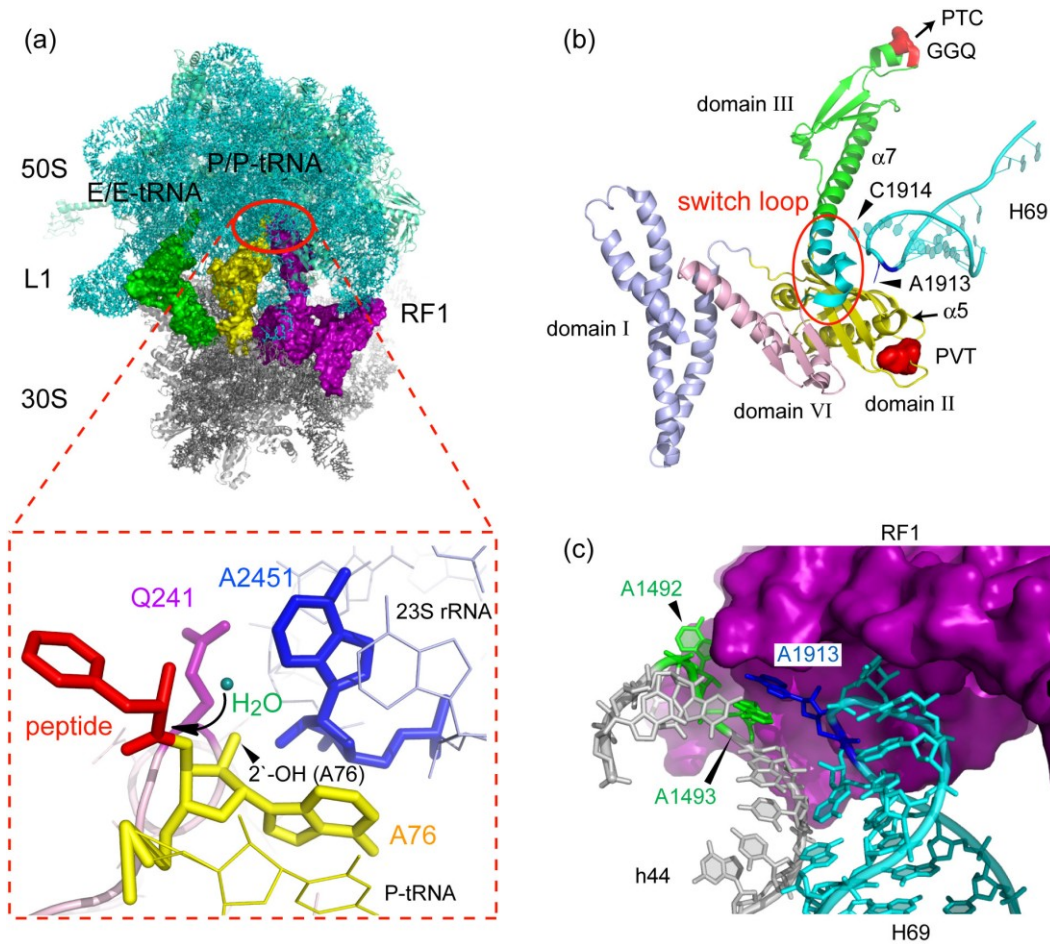 (a)
50S
P/P-tRNA
E/E-tRNA
L1
RF1
30S
A2451
Q241
23S rRNA
H₂O
peptide
2`-OH (A76)
A76
P-tRNA
(b)
PTC
GGQ
domain III
α7
C1914
switch loop
H69
A1913
α5
domain I
PVT
domain VI
domain II
(c)
RF1
A1492
A1913
A1493
h44
H69